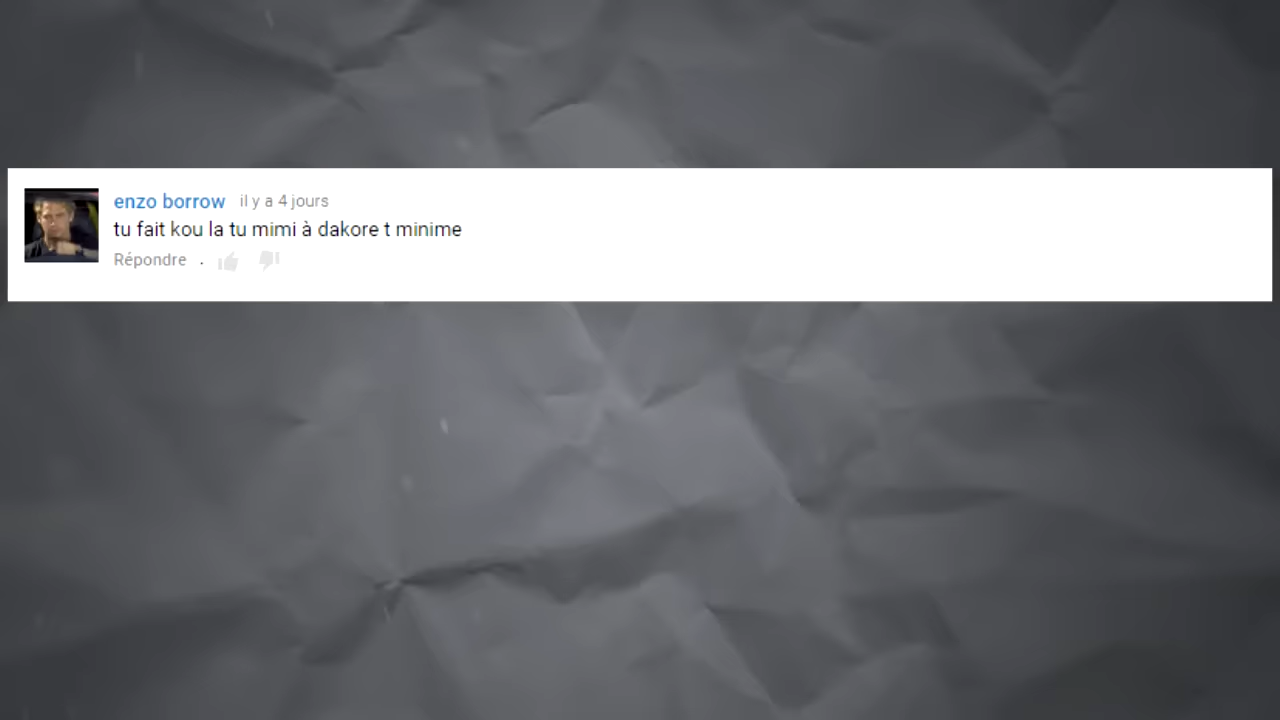 enzo borrow il y a 4 jours
tu fait kou la tu mimi à dakore t minime
Répondre .